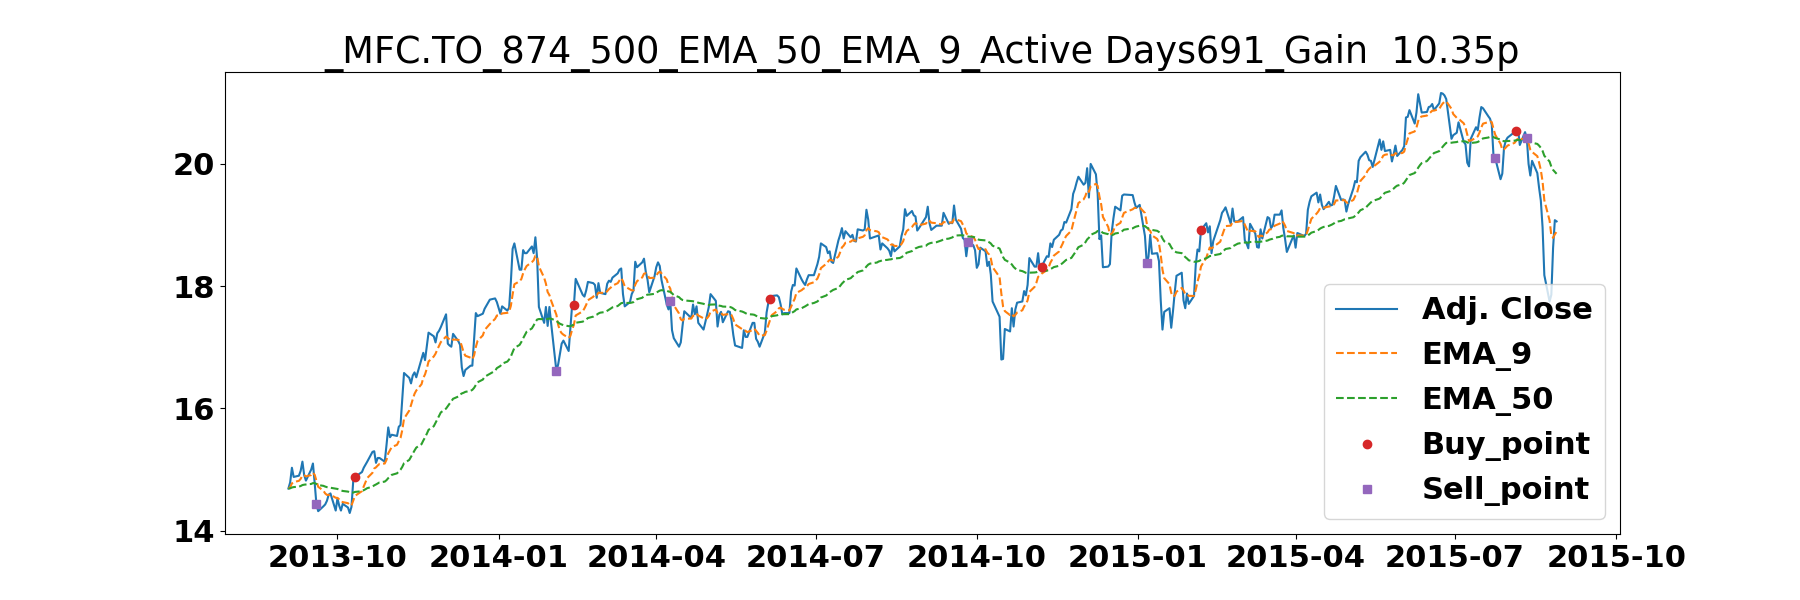 _MFC.TO_874_500_EMA_50_EMA_9_Active Days691_Gain  10.35p
20
18
16
14
2013-10 2014-01 2014-04 2014-07 2014-10 2015-01 2015-04 2015-07 2015-10
Adj. Close
EMA_9
EMA_50
Buy_point
Sell_point